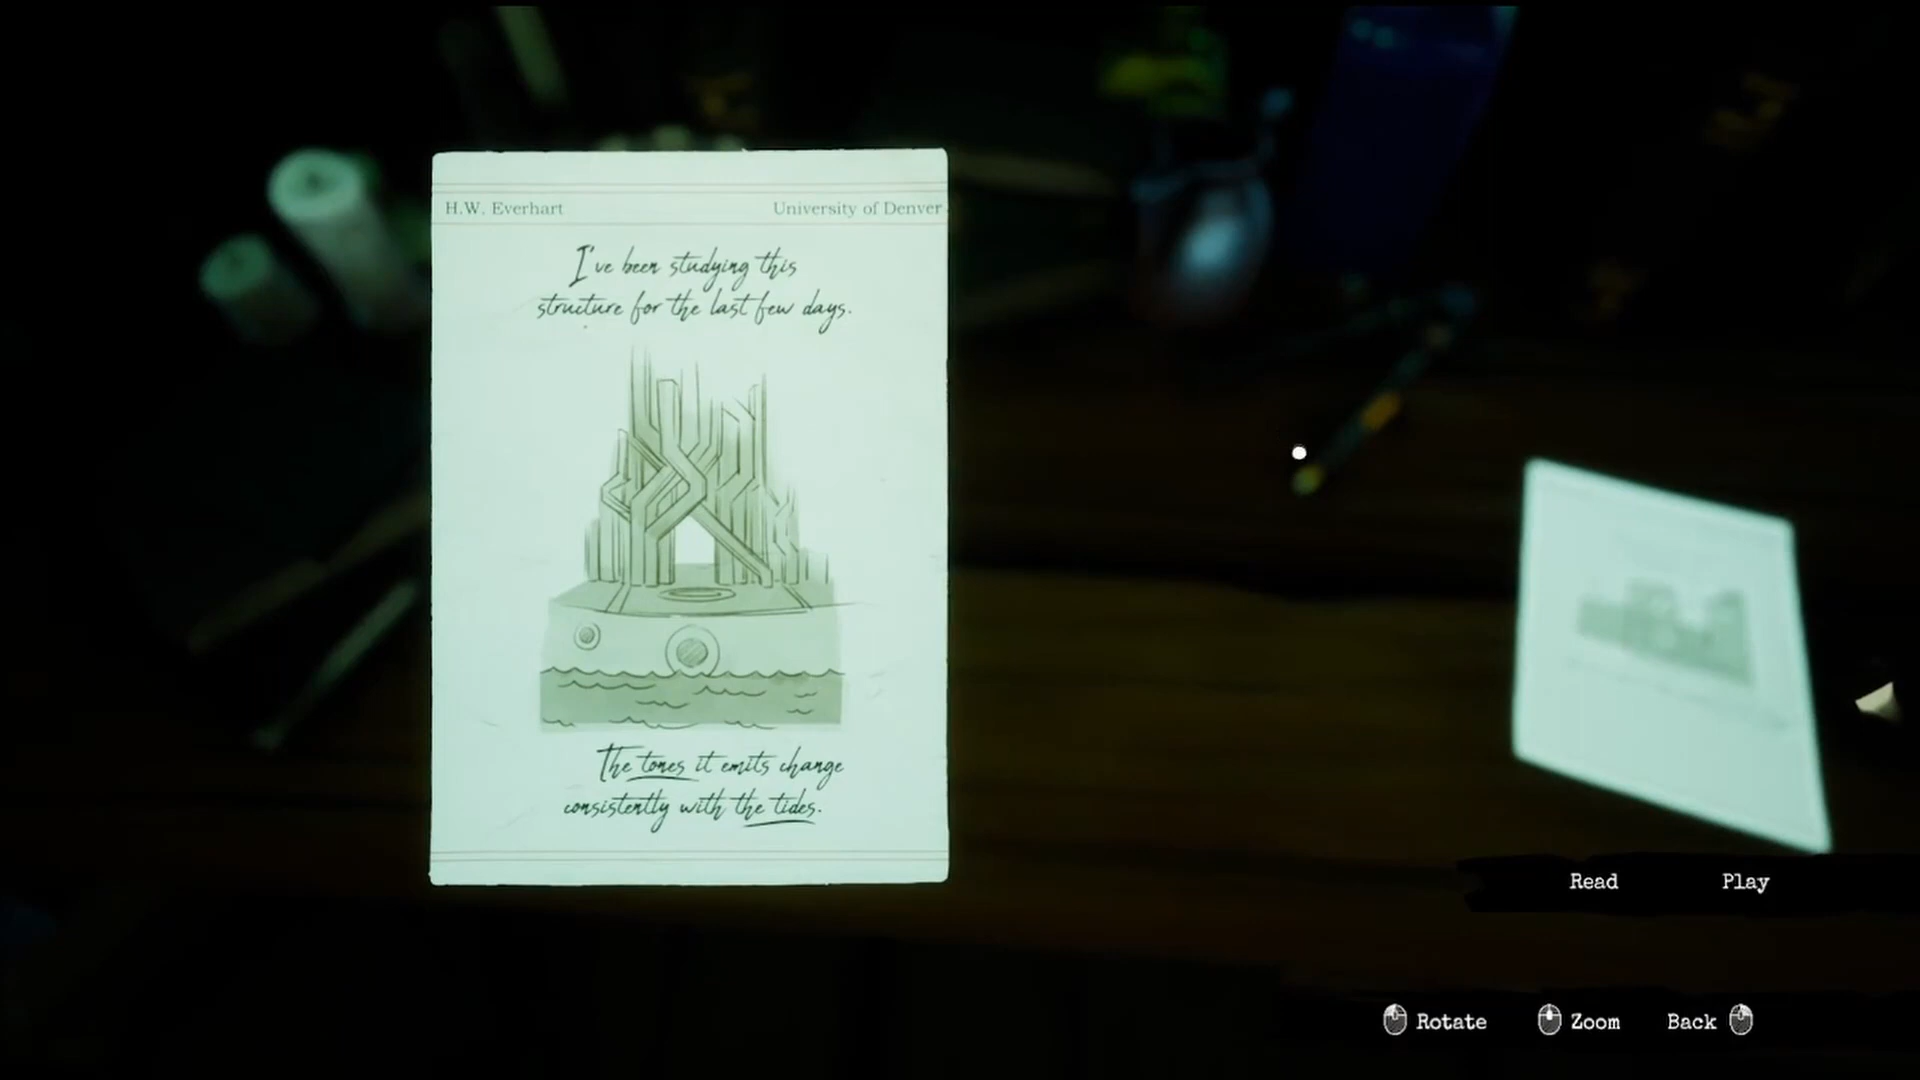 H.W. Everhart University of Denver
I've been studying this
structure for the last few days.
The tones it emits change
consistently with the tides.
Read Play
Rotate Zoom Back